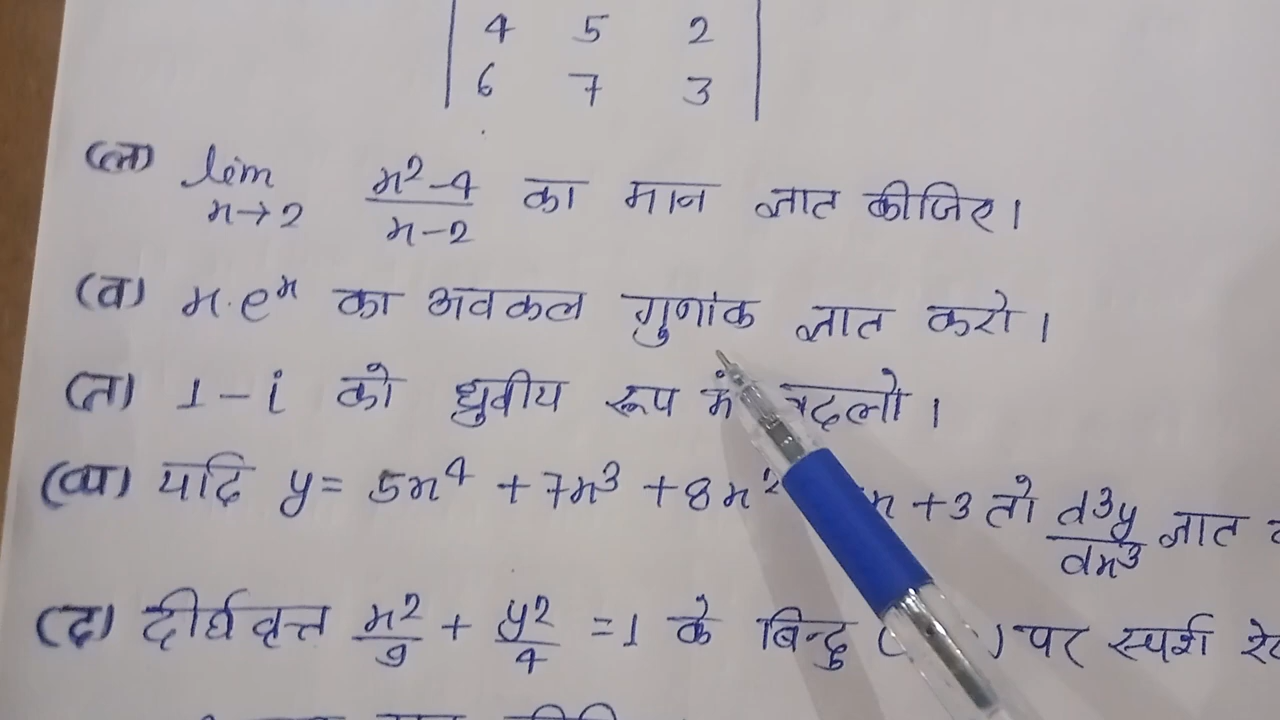 4 5 2
6 7 3
(ल) lim x→2 x²-4/x-2 का मान ज्ञात कीजिए।
(व) x.eˣ का अवकल गुणांक ज्ञात करो।
(त) 1-i को ध्रुवीय रूप में बदलो।
यदि y= 5x⁴ +7x³ +8x² x +3 तो d³y/dx³ ज्ञात
(द) दीर्घवृत्त x²/9 + y²/4 =1 के बिन्दु ( ) पर स्पर्श